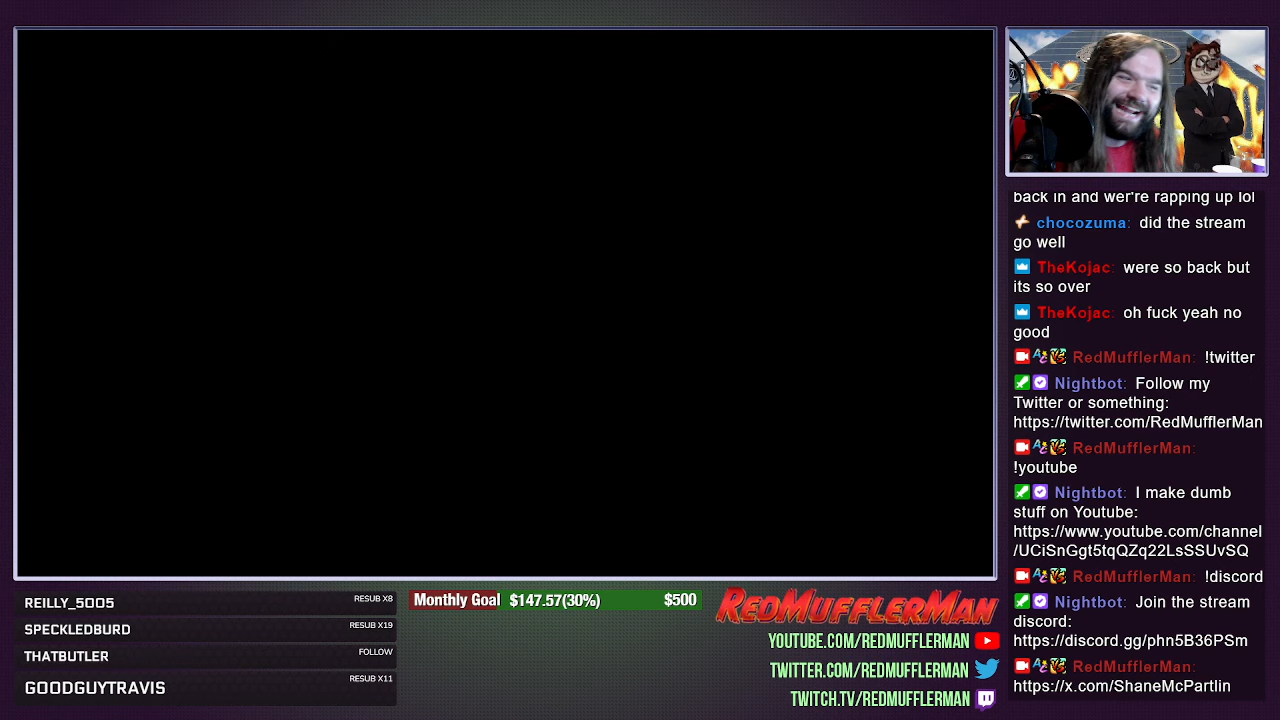 back in and wer're rapping up lol
chocozuma: did the stream
go well
TheKojac: were so back but
its so over
TheKojac: oh fuck yeah no
good
RedMufflerMan: !twitter
Nightbot: Follow my
Twitter or something:
https://twitter.com/RedMufflerMan
RedMufflerMan:
!youtube
Nightbot: I make dumb
stuff on Youtube:
https://www.youtube.com/channel
/UCiSnGgt5tqQZq22LsSSUvSQ
RedMufflerMan: !discord
Nightbot: Join the stream
discord:
https://discord.gg/phn5B36PSm
RedMufflerMan:
https://x.com/ShaneMcPartlin
REILLY_5005 RESUB X8
SPECKLEDBURD RESUB X19
THATBUTLER FOLLOW
GOODGUYTRAVIS RESUB X11
Monthly Goal $147.57(30%) $500
REDMUFFLERMAN
YOUTUBE.COM/REDMUFFLERMAN
TWITTER.COM/REDMUFFLERMAN
TWITCH.TV/REDMUFFLERMAN